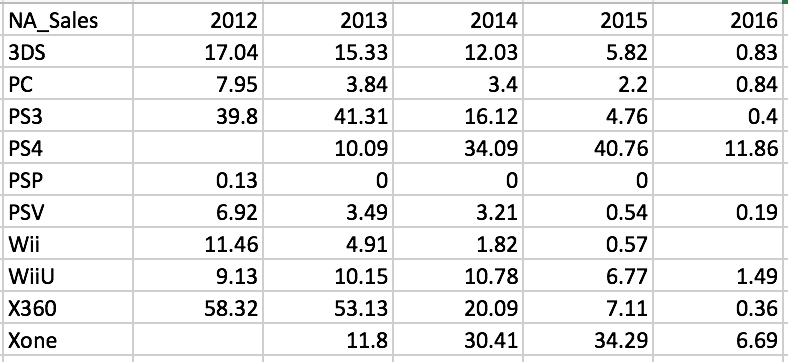 NA_Sales 2012 2013 2014 2015 2016
3DS 17.04 15.33 12.03 5.82 0.83
PC 7.95 3.84 3.4 2.2 0.84
PS3 39.8 41.31 16.12 4.76 0.4
PS4 10.09 34.09 40.76 11.86
PSP 0.13 0 0 0
PSV 6.92 3.49 3.21 0.54 0.19
Wii 11.46 4.91 1.82 0.57
WiiU 9.13 10.15 10.78 6.77 1.49
X360 58.32 53.13 20.09 7.11 0.36
Xone 11.8 30.41 34.29 6.69